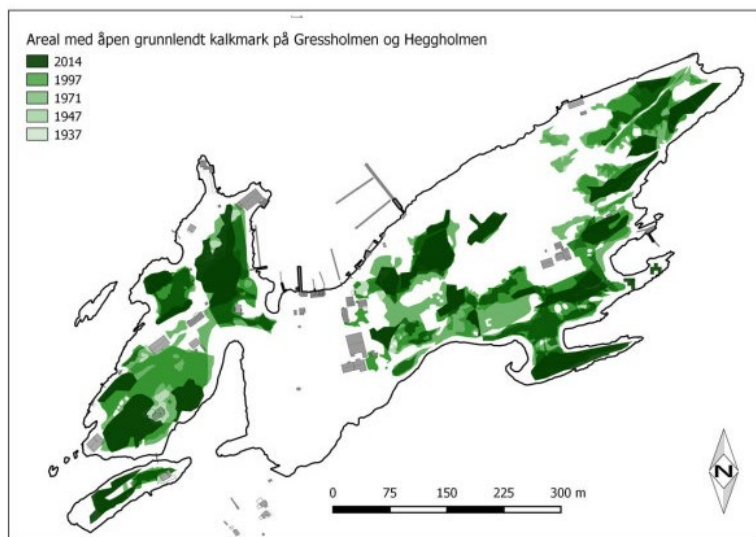 Areal med åpen grunnlendt kalkmark på Gressholmen og Heggholmen
2014
1997
1971
1947
1937
N
0 75 150 225 300 m